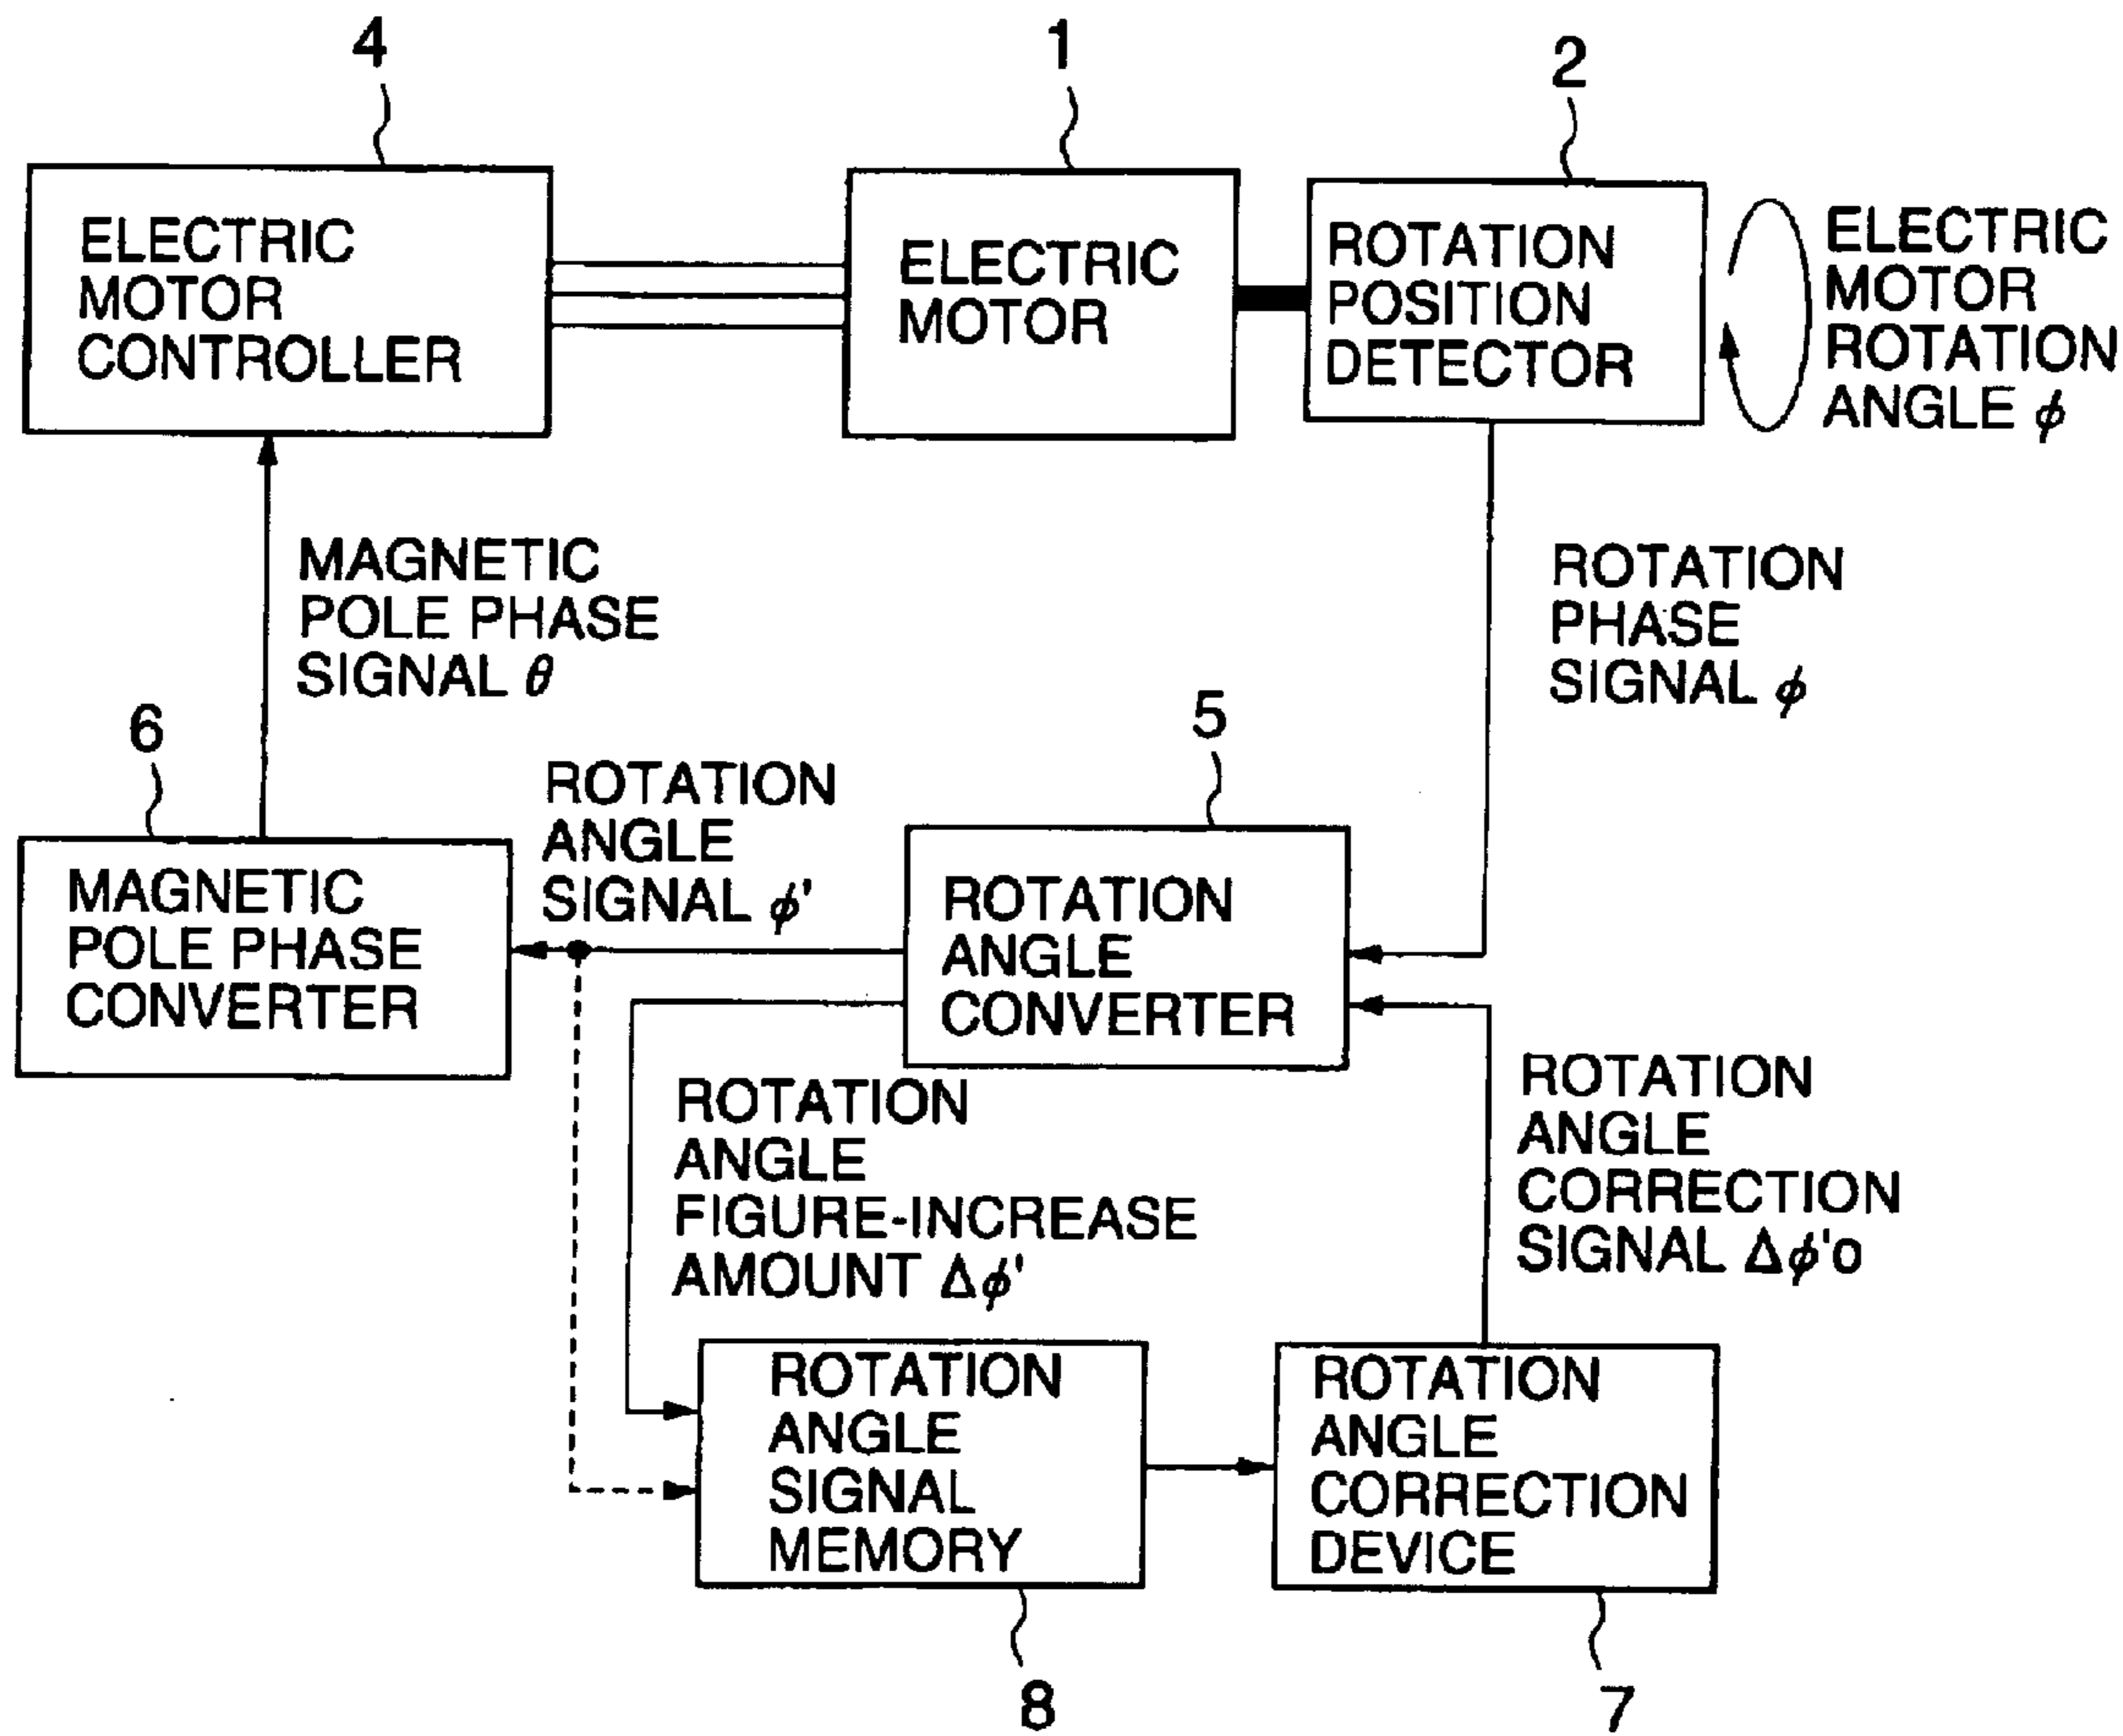 4
1
2
ELECTRIC
MOTOR
CONTROLLER
ELECTRIC
MOTOR
ROTATION
POSITION
DETECTOR
ELECTRIC
MOTOR
ROTATION
ANGLE ϕ
MAGNETIC
POLE PHASE
SIGNAL θ
ROTATION
PHASE
SIGNAL ϕ
6
5
ROTATION
ANGLE
SIGNAL ϕ'
MAGNETIC
POLE PHASE
CONVERTER
ROTATION
ANGLE
CONVERTER
ROTATION
ANGLE
FIGURE-INCREASE
AMOUNT Δϕ'
ROTATION
ANGLE
CORRECTION
SIGNAL Δϕ'o
ROTATION
ANGLE
SIGNAL
MEMORY
ROTATION
ANGLE
CORRECTION
DEVICE
8
7